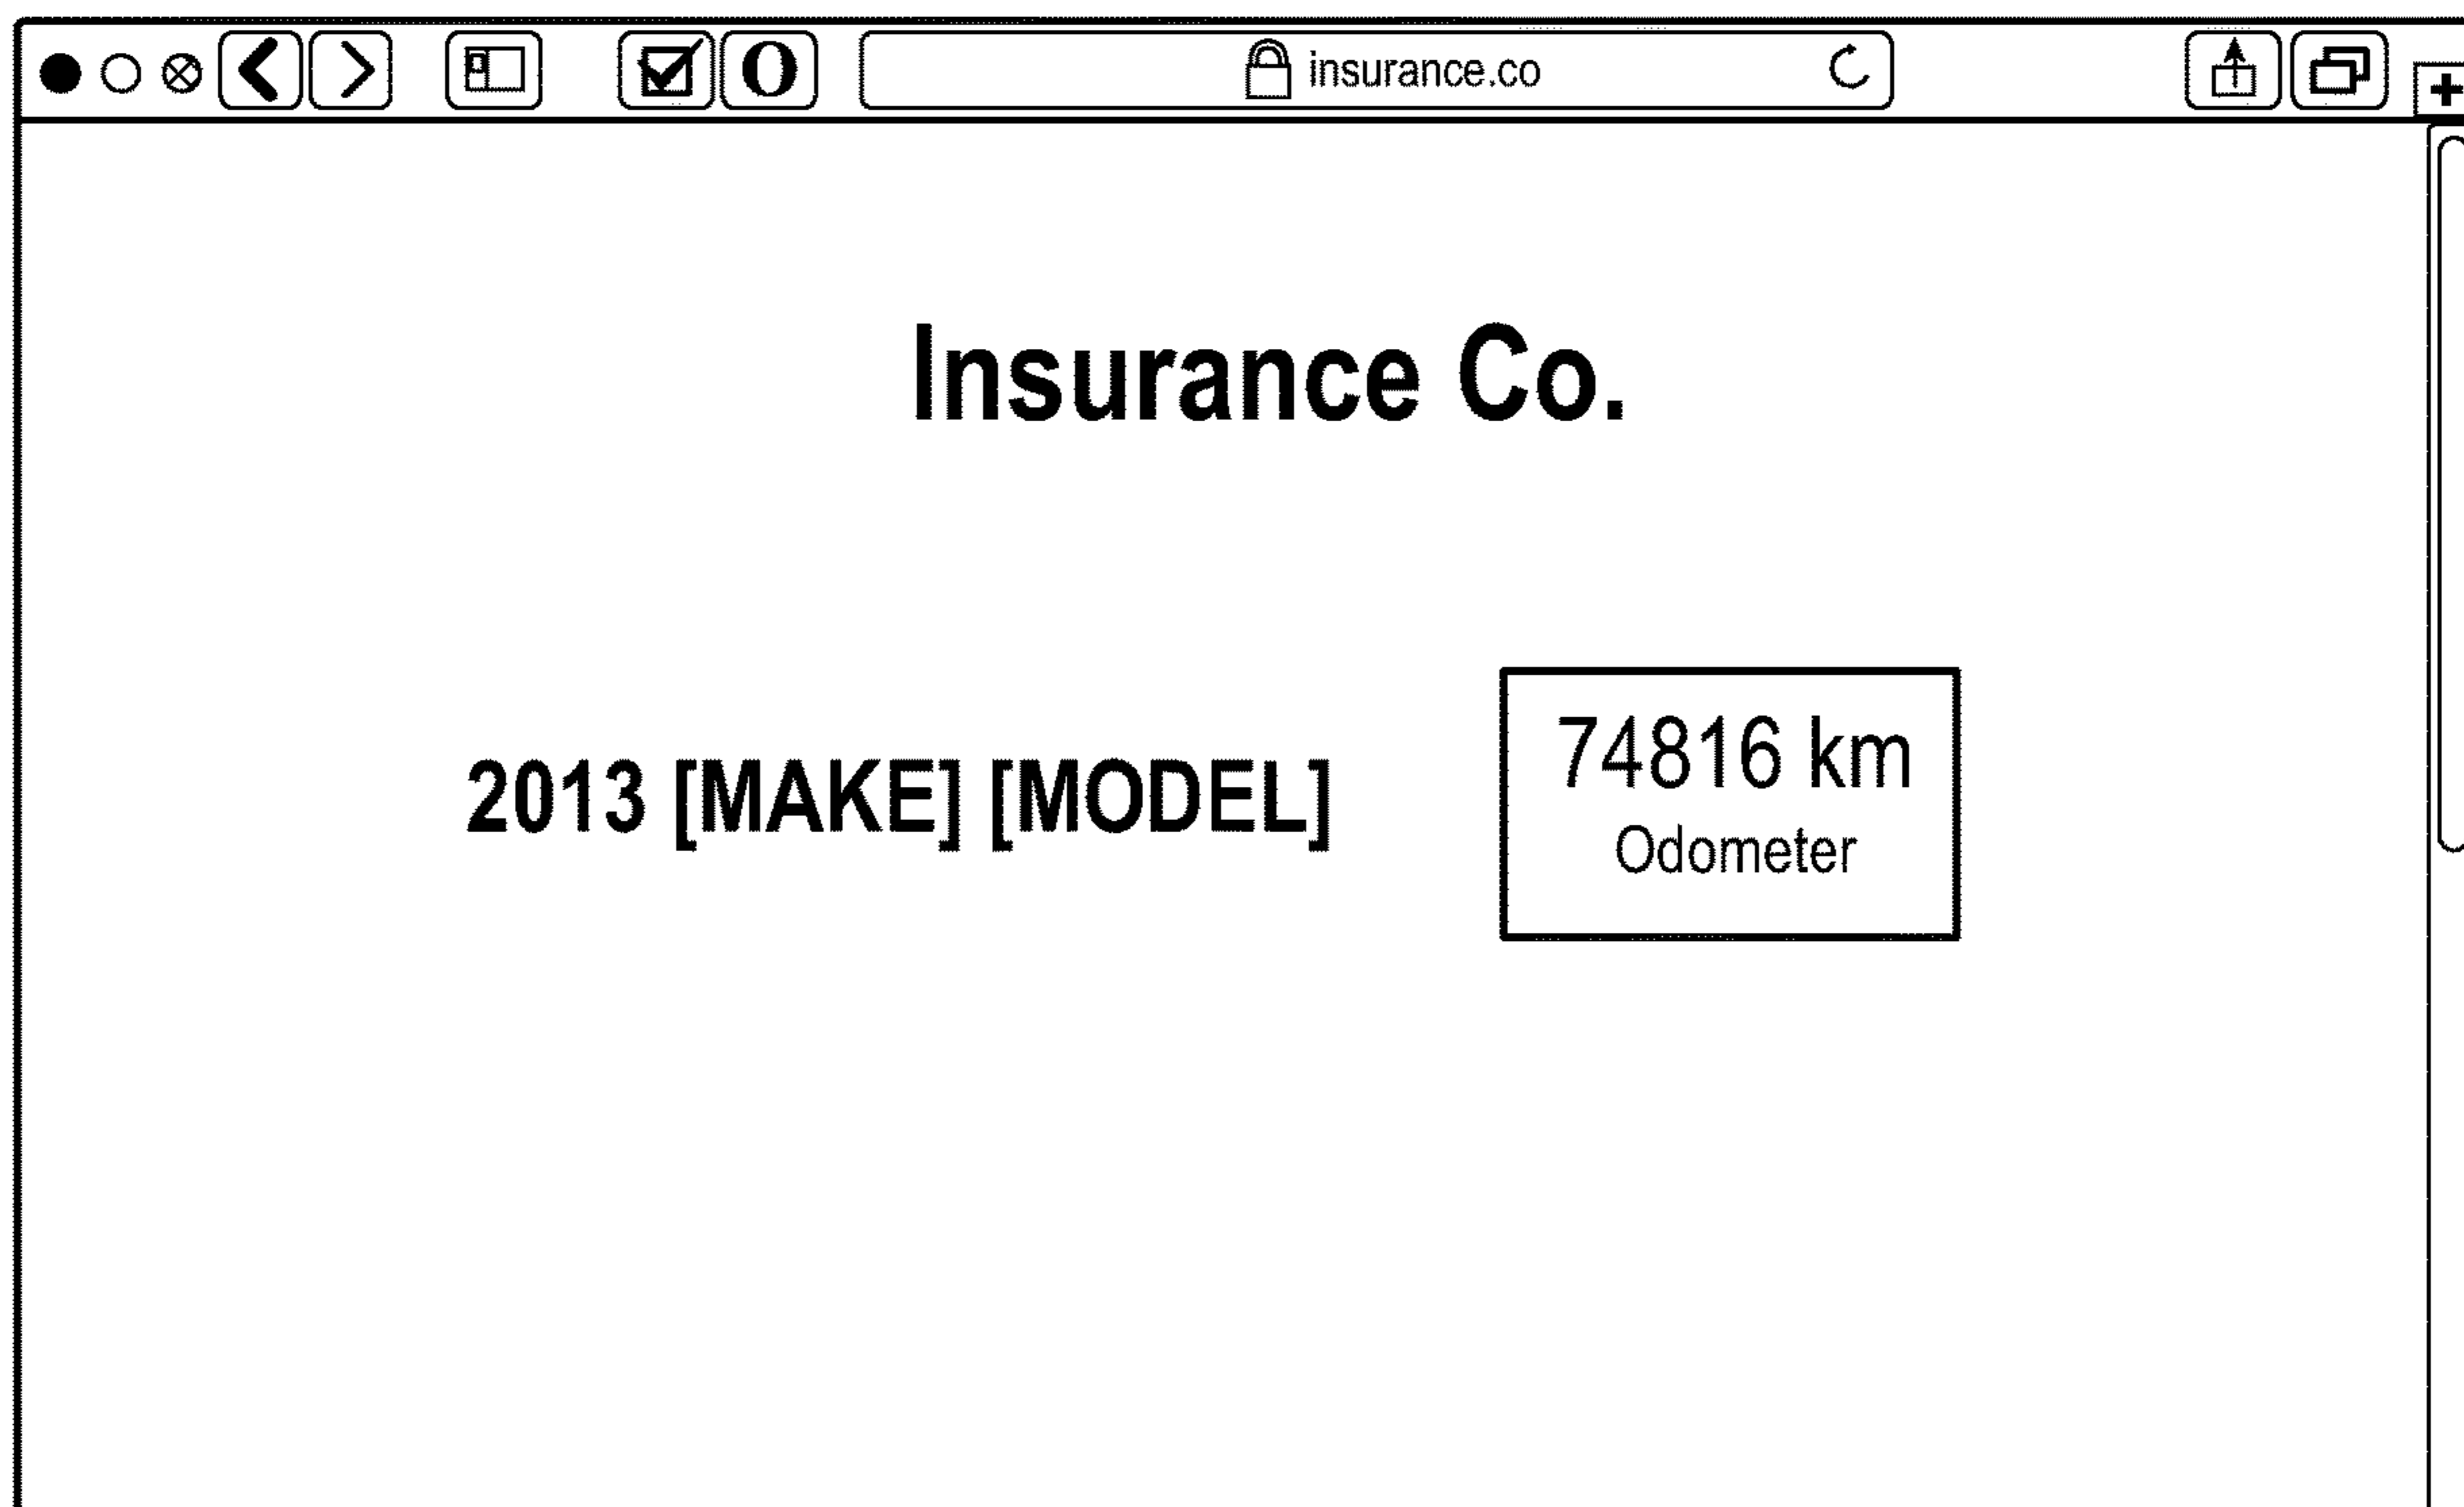 insurance.co
Insurance Co.
2013 [MAKE] [MODEL]
74816 km
Odometer